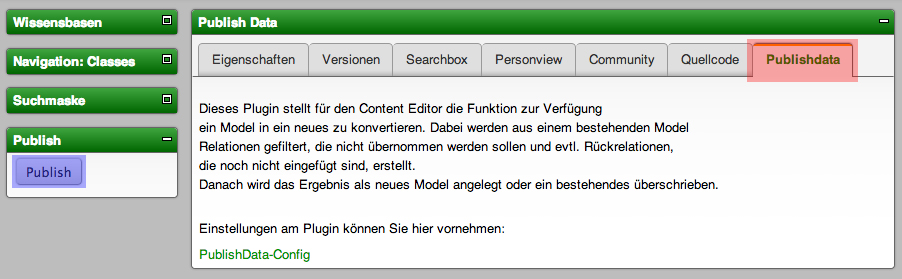 Wissensbasen
Navigation: Classes
Suchmaske
Publish
Publish
Publish Data
Eigenschaften Versionen Searchbox Personview Community Quellcode Publishdata
Dieses Plugin stellt für den Content Editor die Funktion zur Verfügung
ein Model in ein neues zu konvertieren. Dabei werden aus einem bestehenden Model
Relationen gefiltert, die nicht übernommen werden sollen und evtl. Rückrelationen,
die noch nicht eingefügt sind, erstellt.
Danach wird das Ergebnis als neues Model angelegt oder ein bestehendes überschrieben.
Einstellungen am Plugin können Sie hier vornehmen:
PublishData-Config